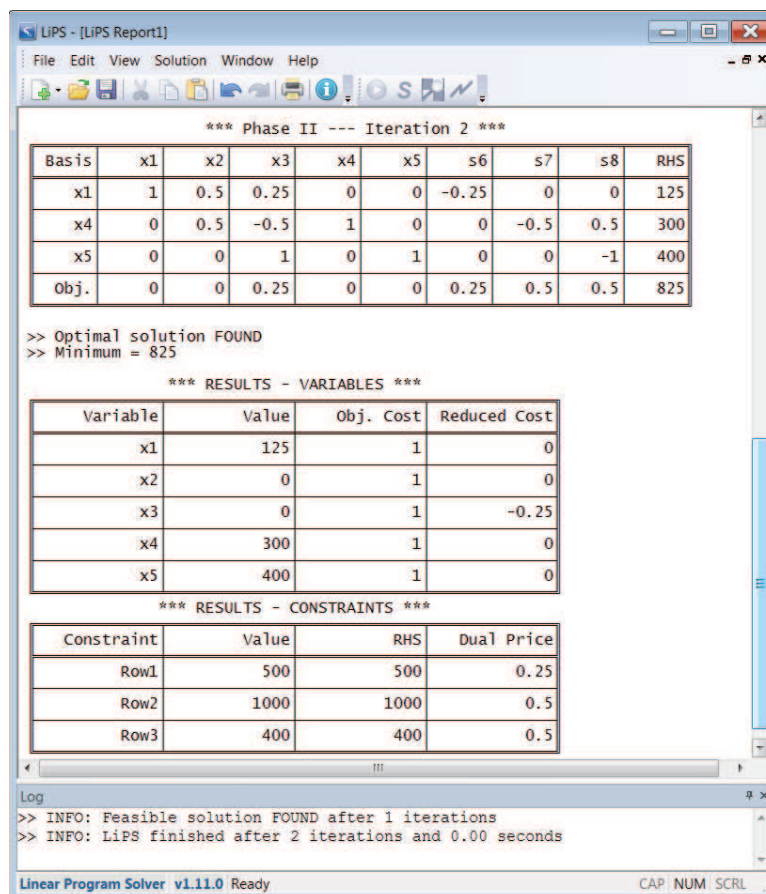 LiPS - [LiPS Report1]
File Edit View Solution Window Help
*** Phase II --- Iteration 2 ***
Basis x1 x2 x3 x4 x5 s6 s7 s8 RHS
x1 1 0.5 0.25 0 0 -0.25 0 0 125
x4 0 0.5 -0.5 1 0 0 -0.5 0.5 300
x5 0 0 1 0 1 0 0 -1 400
Obj. 0 0 0.25 0 0 0.25 0.5 0.5 825
>> Optimal solution FOUND
>> Minimum = 825
*** RESULTS - VARIABLES ***
Variable Value Obj. Cost Reduced Cost
x1 125 1 0
x2 0 1 0
x3 0 1 -0.25
x4 300 1 0
x5 400 1 0
*** RESULTS - CONSTRAINTS ***
Constraint Value RHS Dual Price
Row1 500 500 0.25
Row2 1000 1000 0.5
Row3 400 400 0.5
Log
>> INFO: Feasible solution FOUND after 1 iterations
>> INFO: LiPS finished after 2 iterations and 0.00 seconds
Linear Program Solver v1.11.0 Ready CAP NUM SCRL